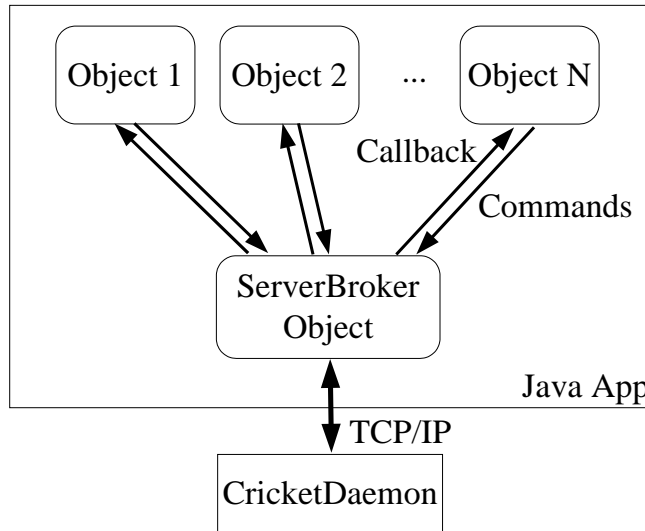 Object 1
Object 2
...
Object N
Callback
Commands
ServerBroker
Object
Java App
TCP/IP
CricketDaemon